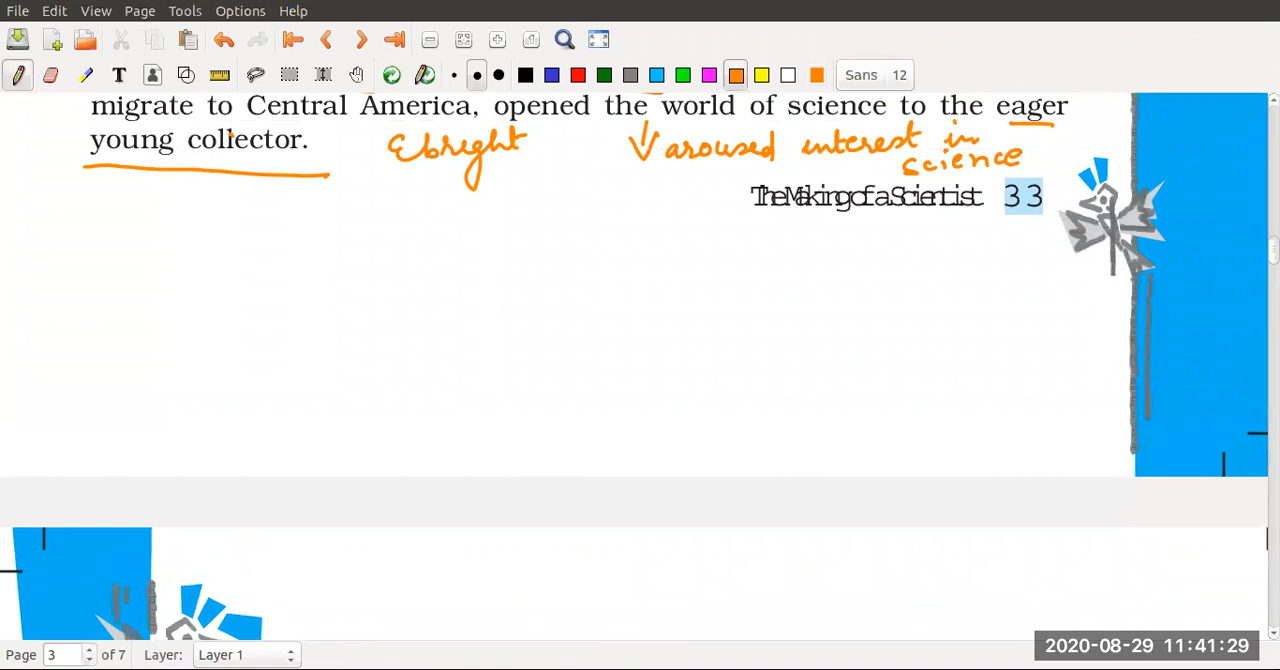 File Edit View Page Tools Options Help
T Sans 12
migrate to Central America, opened the world of science to the eager
young collector. Ebright aroused interest in
science
The Making of a Scientist 33
2020-08-29 11:41:29
Page 3 of 7 Layer: Layer 1